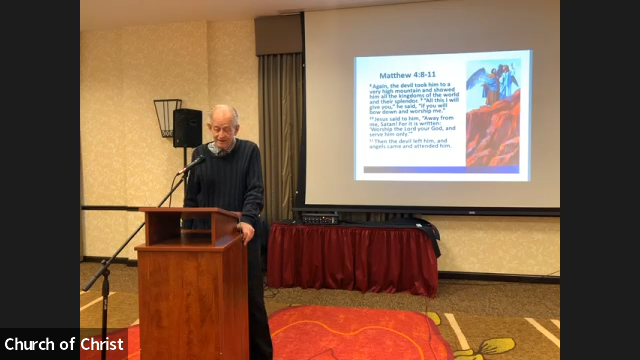 Matthew 4:8-11
8 Again, the devil took him to a
very high mountain and showed
him all the kingdoms of the world
and their splendor. 9 "All this I will
give you," he said, "if you will
bow down and worship me."
10 Jesus said to him, "Away from
me, Satan! For it is written:
'Worship the Lord your God, and
serve him only.'"
11 Then the devil left him, and
angels came and attended him.
Church of Christ